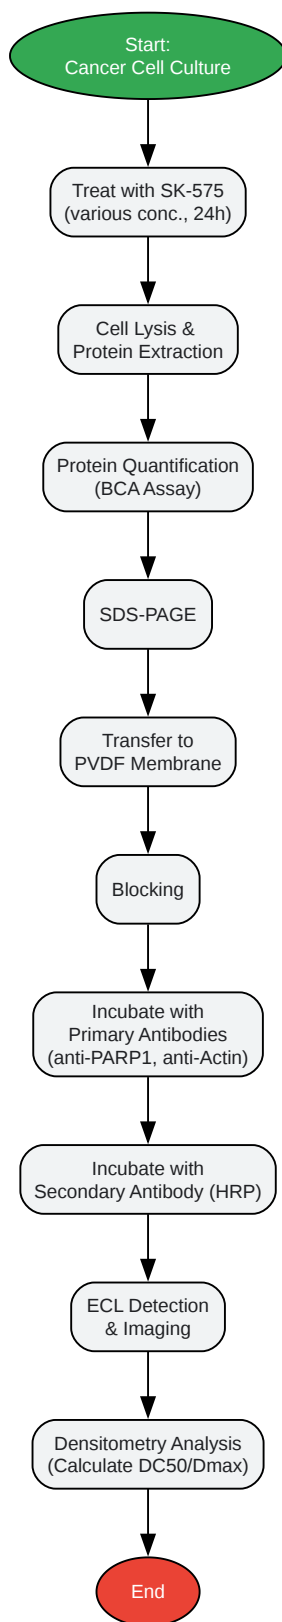 Start:
Cancer Cell Culture
Treat with SK-575
(various conc., 24h)
Cell Lysis &
Protein Extraction
Protein Quantification
(BCA Assay)
SDS-PAGE
Transfer to
PVDF Membrane
Blocking
Incubate with
Primary Antibodies
(anti-PARP1, anti-Actin)
Incubate with
Secondary Antibody (HRP)
ECL Detection
& Imaging
Densitometry Analysis
(Calculate DC50/Dmax)
End